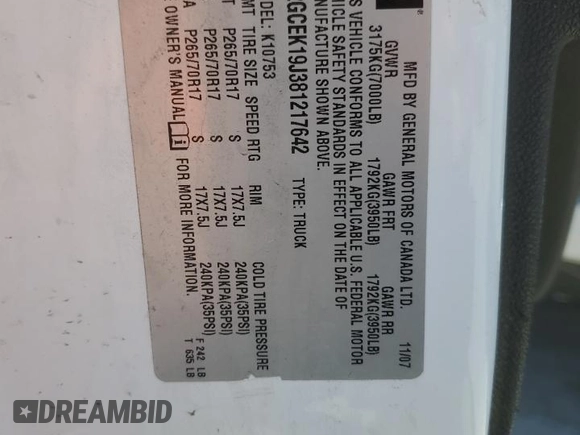 MFD BY GENERAL MOTORS OF CANADA LTD. 11/07
GVWR GAWR FRT GAWR RR
3175KG(7000LB) 1792KG(3950LB) 1792KG(3950LB)
VEHICLE CONFORMS TO ALL APPLICABLE U.S. FEDERAL MOTOR
VEHICLE SAFETY STANDARDS IN EFFECT ON THE DATE OF
MANUFACTURE SHOWN ABOVE.
GCEK19J381217642 TYPE: TRUCK
K10753
TIRE SIZE SPEED RTG RIM COLD TIRE PRESSURE
P265/70R17 S 17X7.5J 240KPA(35PSI)
P265/70R17 S 17X7.5J 240KPA(35PSI)
P265/70R17 S 17X7.5J 240KPA(35PSI)
OWNER'S MANUAL FOR MORE INFORMATION.
F 242 LB
T 635 LB
DREAMBID